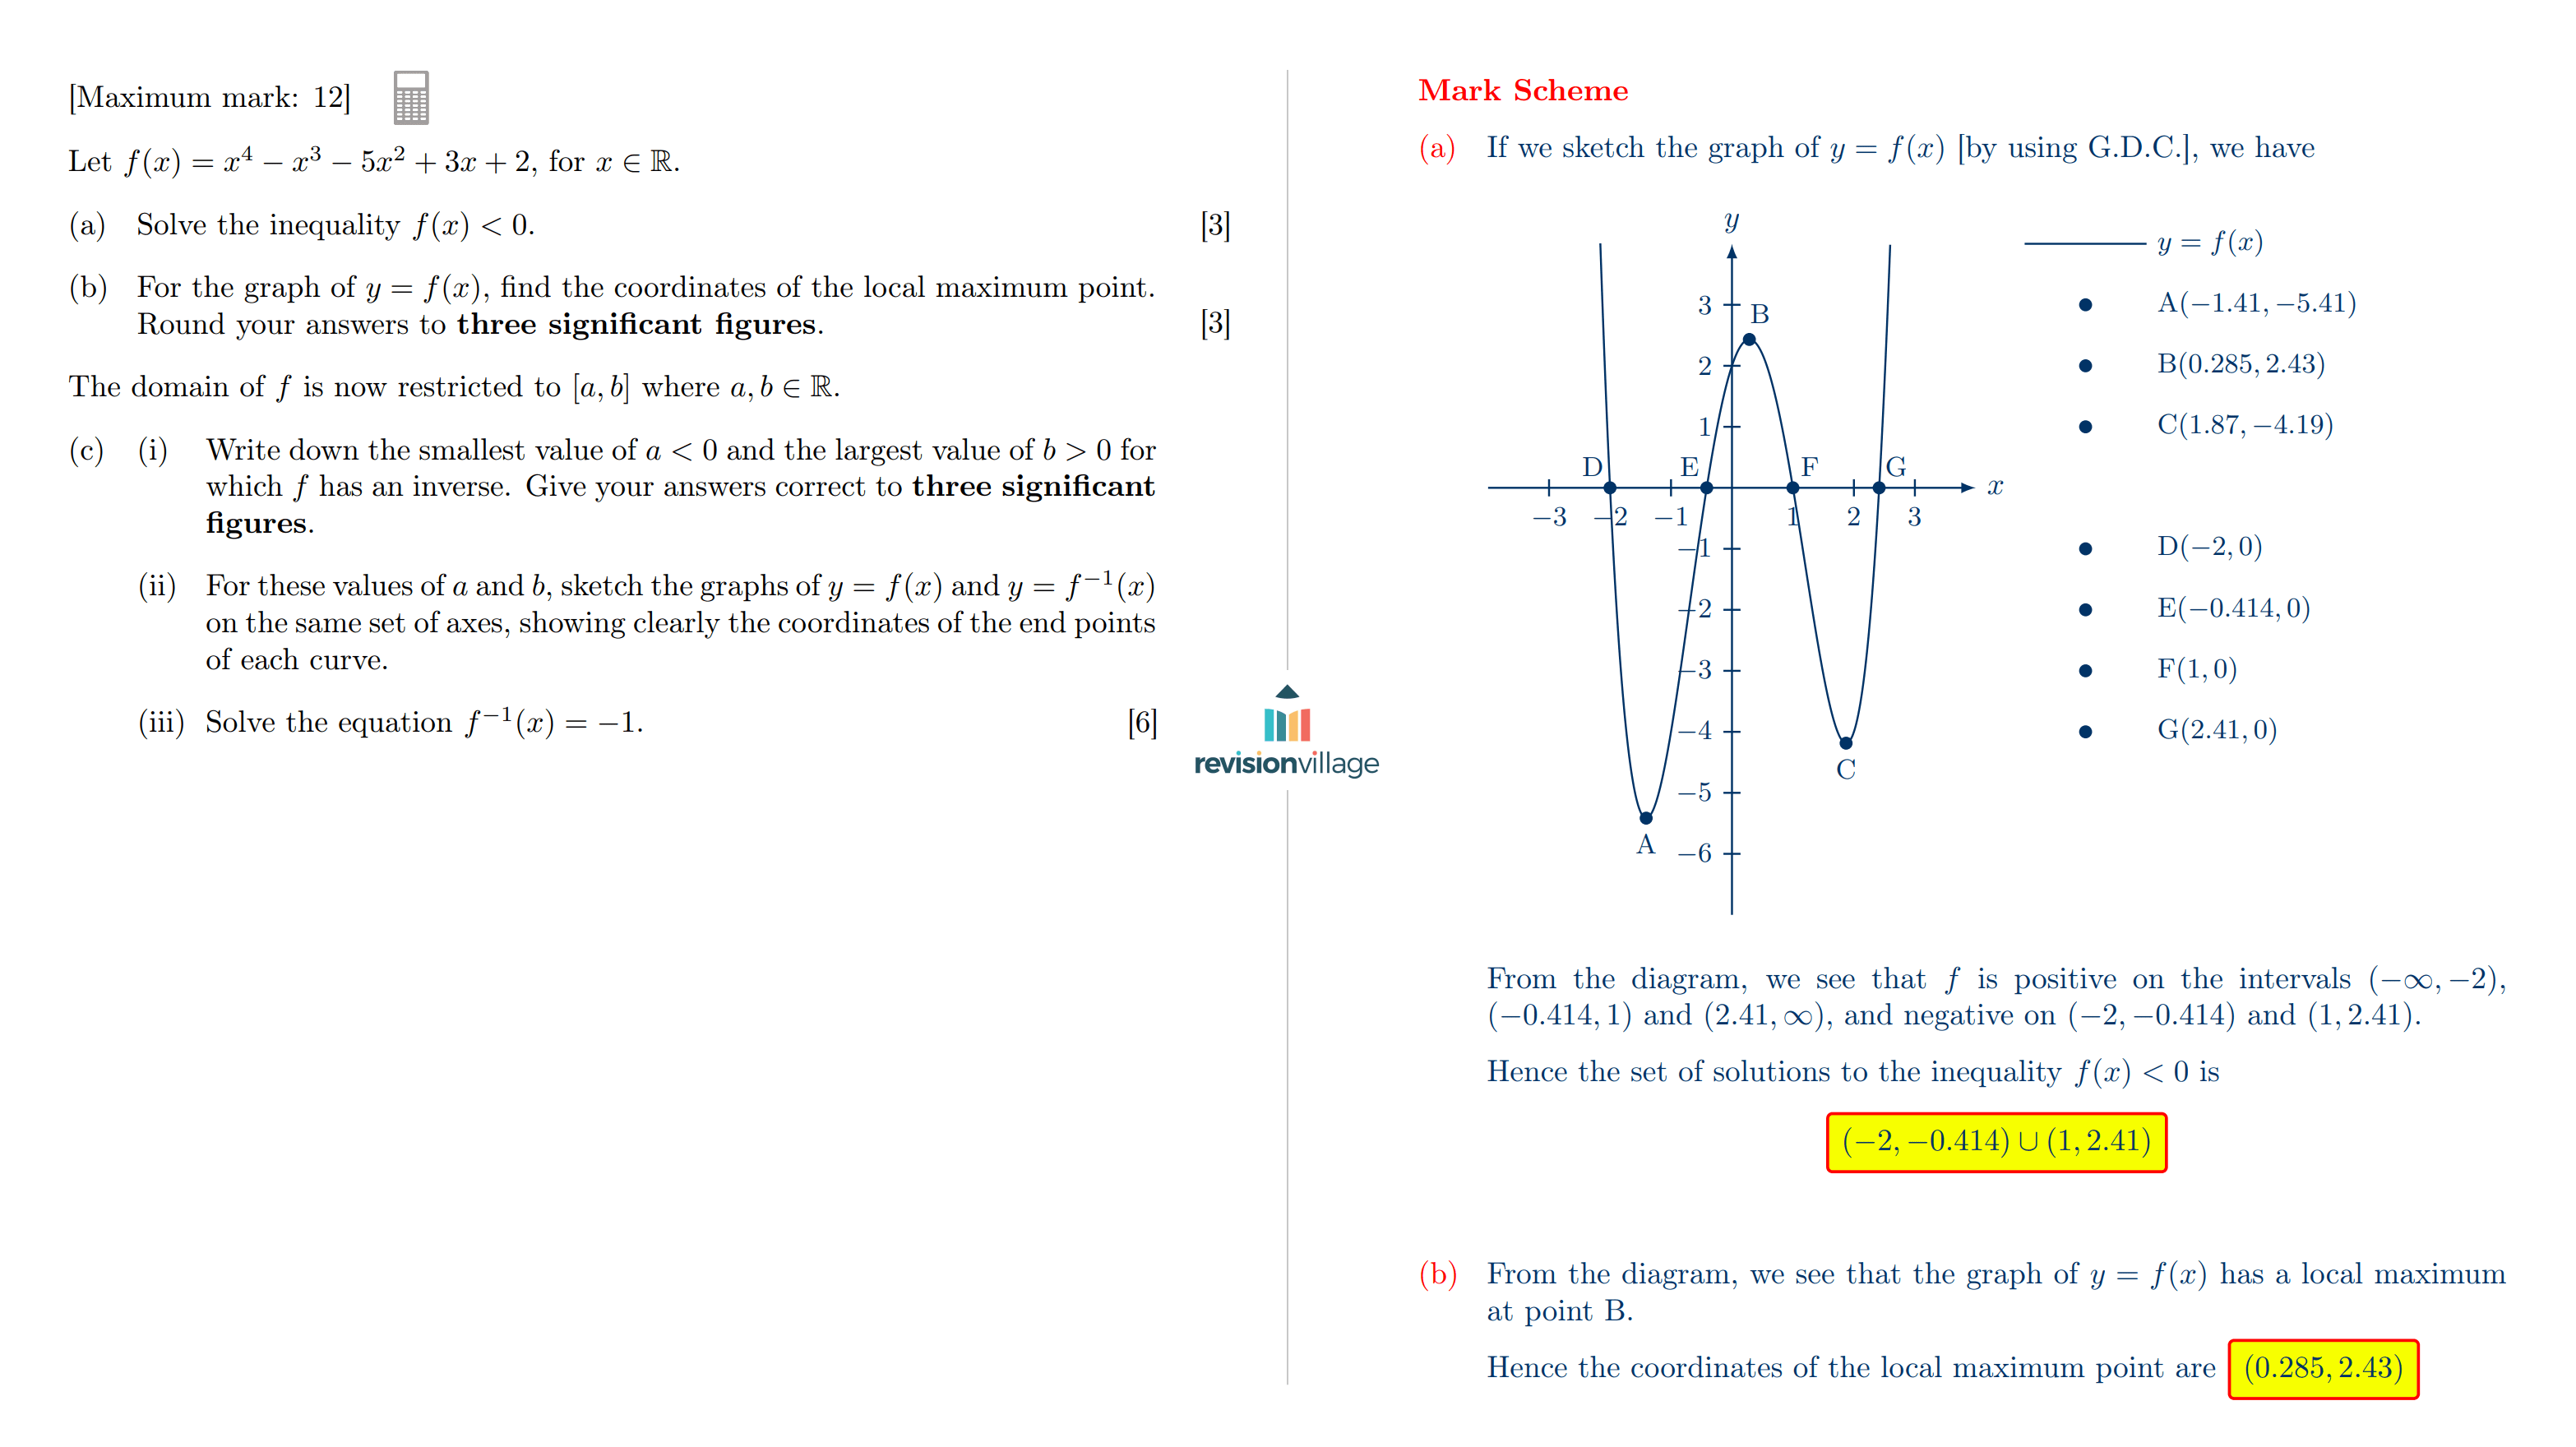 [Maximum mark: 12]
Let f(x) = x⁴ − x³ − 5x² + 3x + 2, for x ∈ ℝ.
(a) Solve the inequality f(x) < 0. [3]
(b) For the graph of y = f(x), find the coordinates of the local maximum point.
Round your answers to three significant figures. [3]
The domain of f is now restricted to [a, b] where a, b ∈ ℝ.
(c) (i) Write down the smallest value of a < 0 and the largest value of b > 0 for
which f has an inverse. Give your answers correct to three significant
figures.
(ii) For these values of a and b, sketch the graphs of y = f(x) and y = f⁻¹(x)
on the same set of axes, showing clearly the coordinates of the end points
of each curve.
(iii) Solve the equation f⁻¹(x) = −1. [6]
revisionvillage
Mark Scheme
(a) If we sketch the graph of y = f(x) [by using G.D.C.], we have
y
3
2
1
−1
−2
−3
−4
−5
−6
−3 −2 −1 1 2 3
x
A
B
C
D
E
F
G
y = f(x)
A(−1.41, −5.41)
B(0.285, 2.43)
C(1.87, −4.19)
D(−2, 0)
E(−0.414, 0)
F(1, 0)
G(2.41, 0)
From the diagram, we see that f is positive on the intervals (−∞, −2),
(−0.414, 1) and (2.41, ∞), and negative on (−2, −0.414) and (1, 2.41).
Hence the set of solutions to the inequality f(x) < 0 is
(−2, −0.414) ∪ (1, 2.41)
(b) From the diagram, we see that the graph of y = f(x) has a local maximum
at point B.
Hence the coordinates of the local maximum point are (0.285, 2.43)